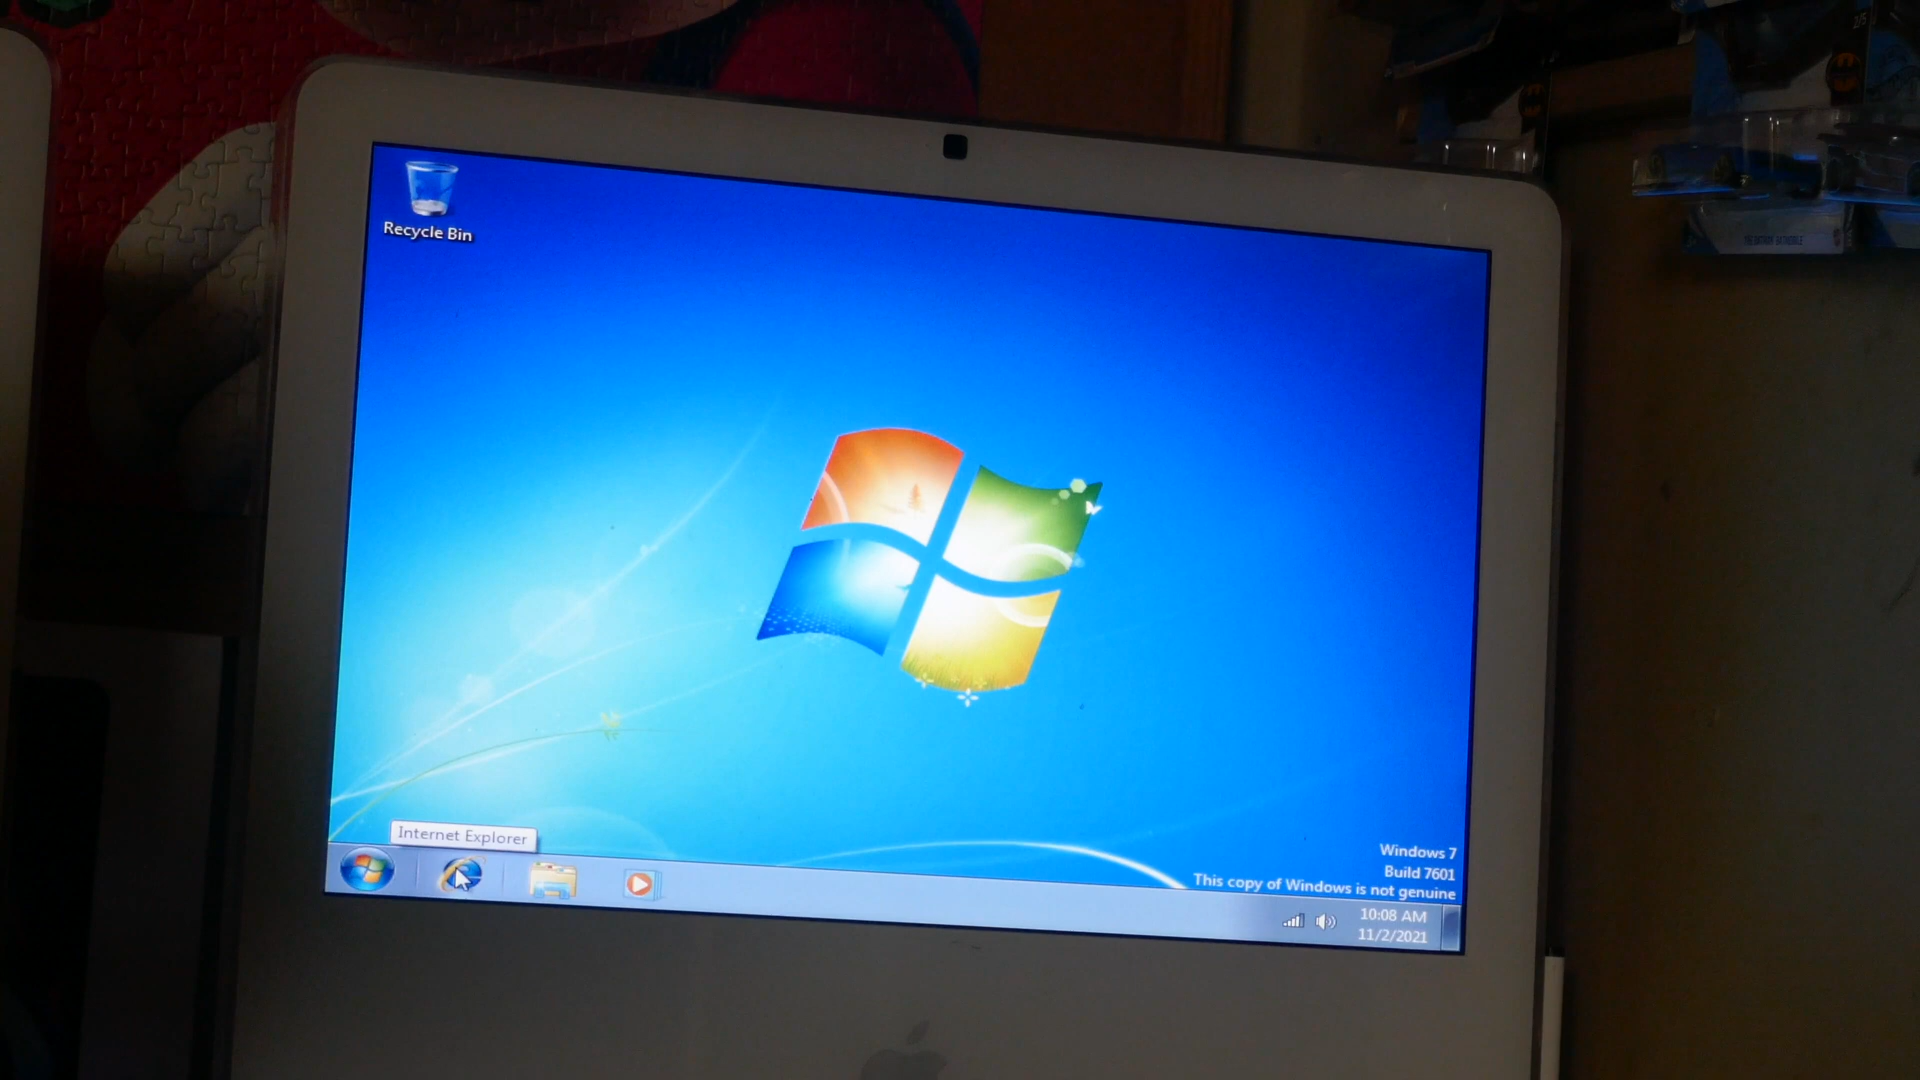 Recycle Bin
Internet Explorer
Windows 7
Build 7601
This copy of Windows is not genuine
10:08 AM
11/2/2021